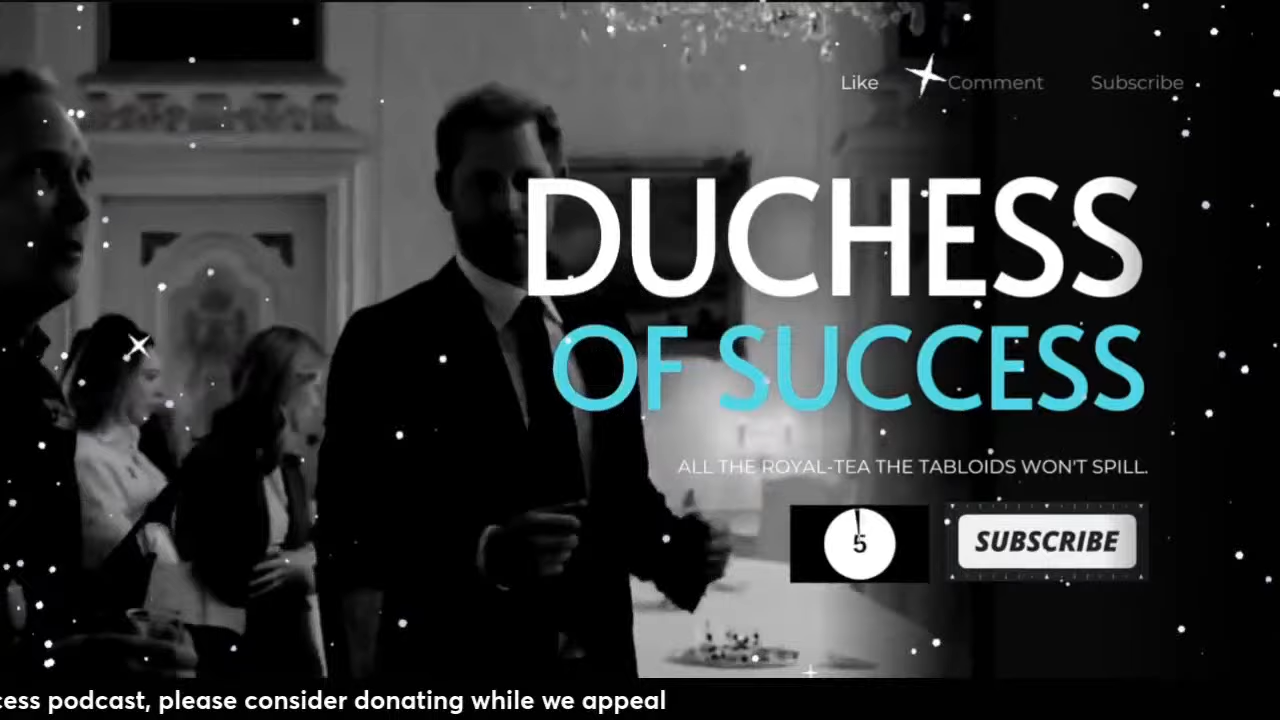 Like Comment Subscribe
DUCHESS
OF SUCCESS
ALL THE ROYAL-TEA THE TABLOIDS WON'T SPILL.
5
SUBSCRIBE
cess podcast, please consider donating while we appeal